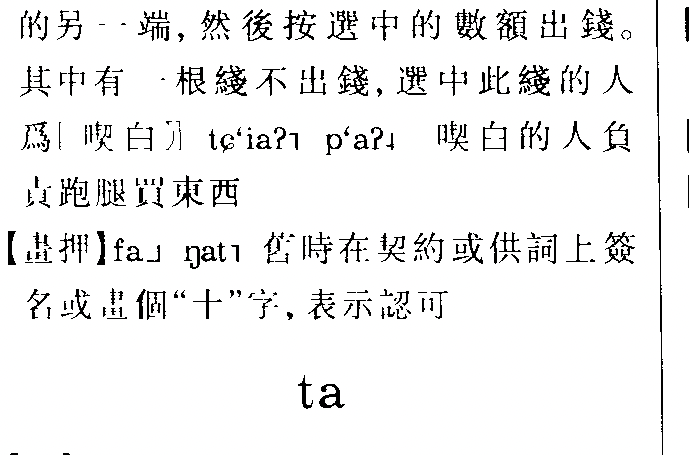 的另一端，然後按選中的數額出錢。
其中有一根綫不出錢，選中此綫的人
爲〖喫白〗tɕʻiaʔ˥ pʻaʔ˩ 喫白的人負
責跑腿買東西
【畫押】fa˩ ŋat˥ 舊時在契約或供詞上簽
名或畫個“十”字，表示認可
ta